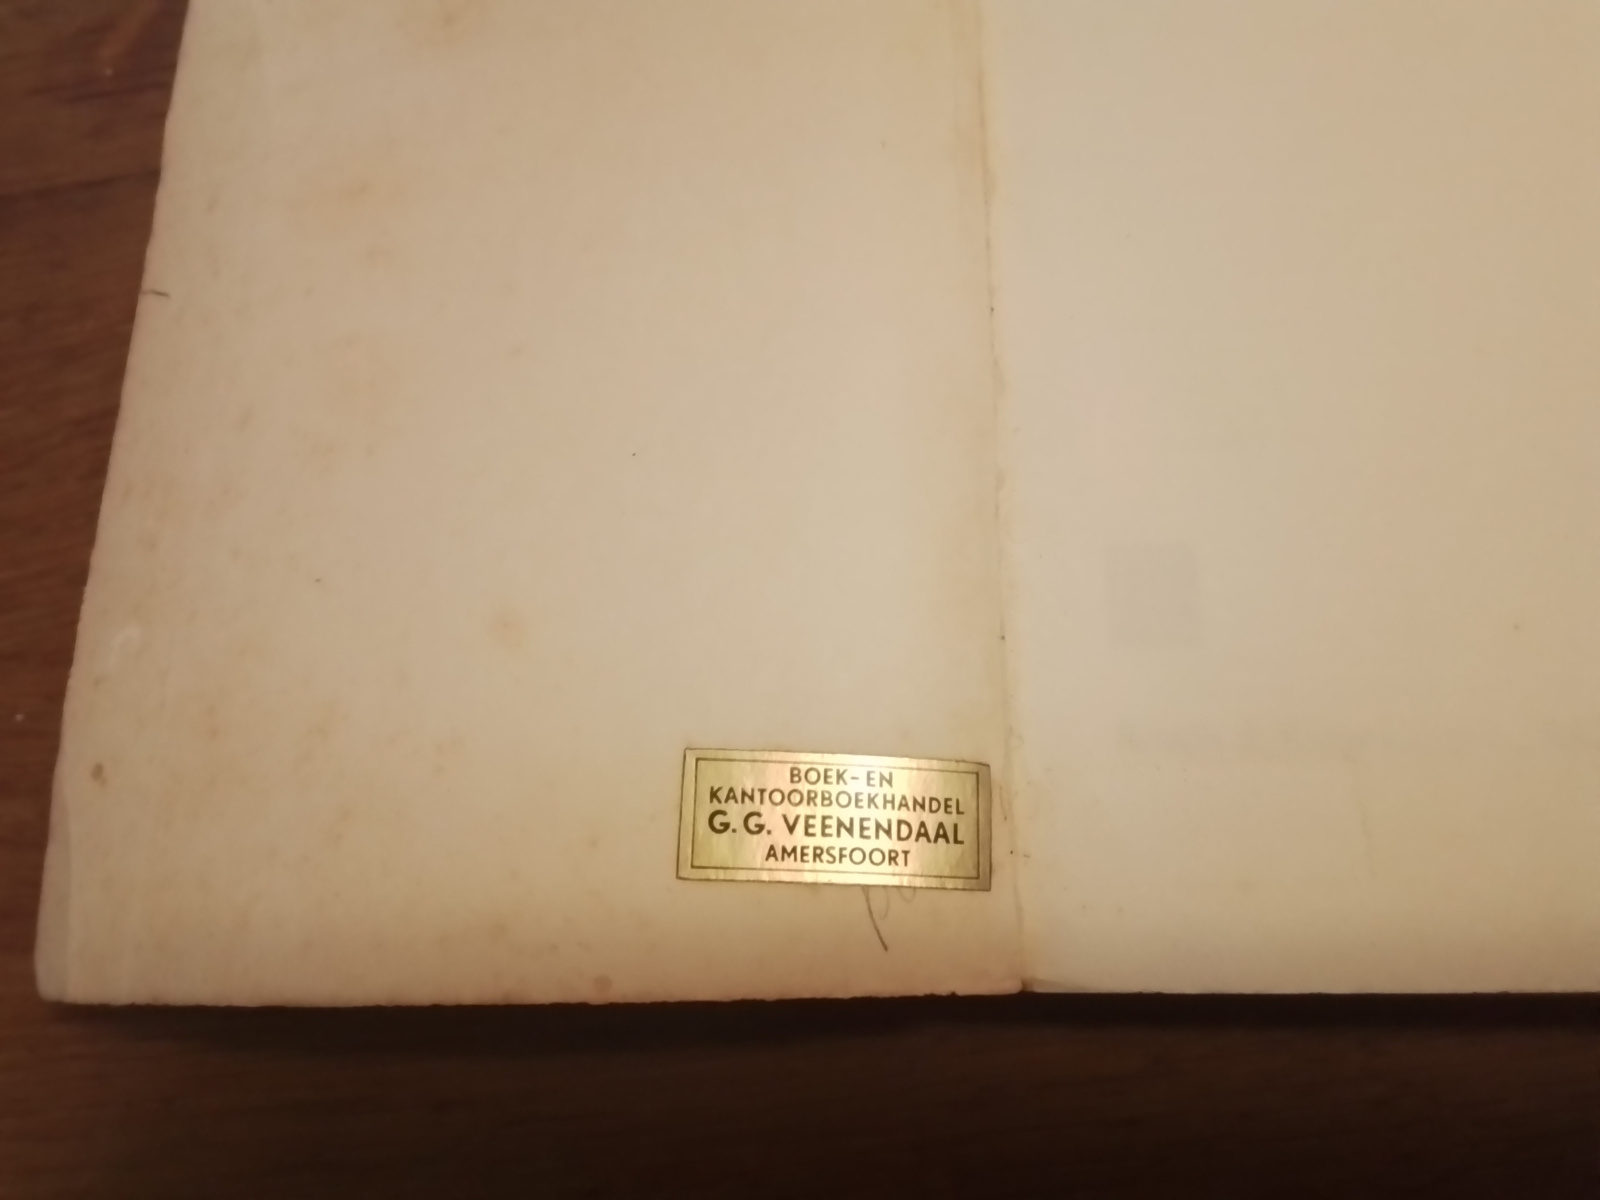 BOEK- EN
KANTOORBOEKHANDEL
G. G. VEENENDAAL
AMERSFOORT